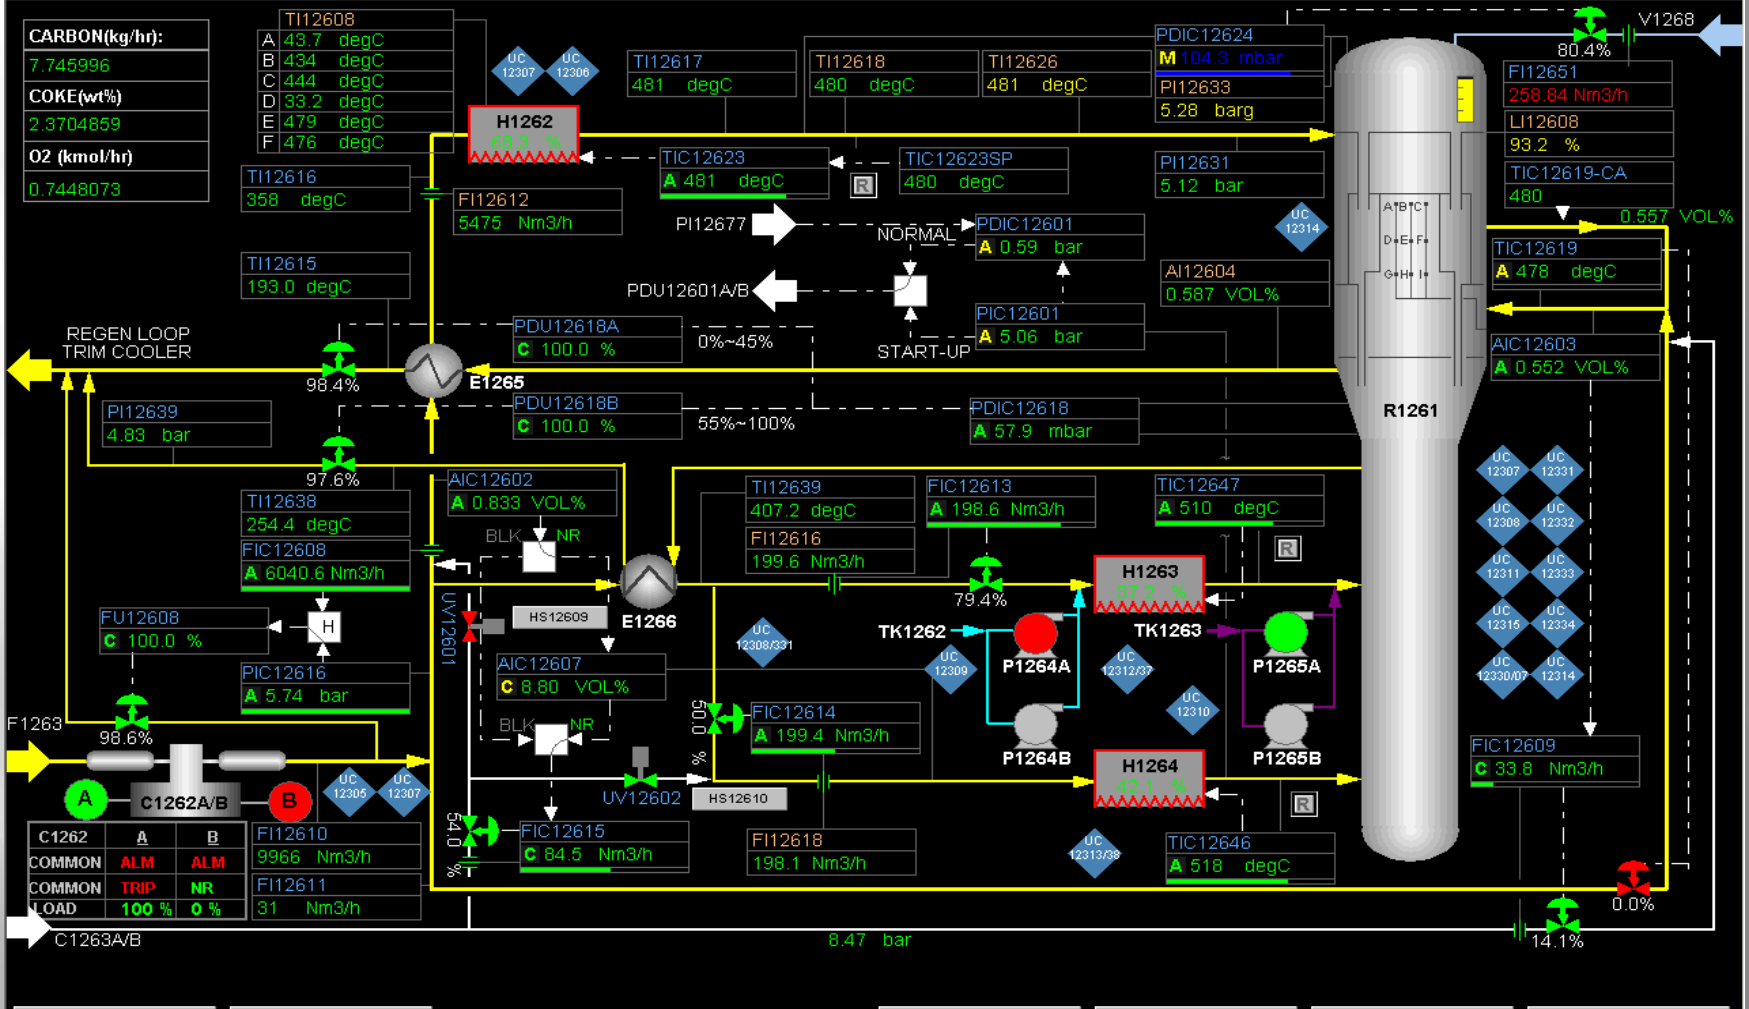 CARBON(kg/hr):
7.745996
COKE(wt%)
2.3704859
O2 (kmol/hr)
0.7448073
TI12608
A 43.7 degC
B 434 degC
C 444 degC
D 33.2 degC
E 479 degC
F 476 degC
UC 12307
UC 12306
H1262
TI12617
481 degC
TI12618
480 degC
TI12626
481 degC
PDIC12624
M 104.3 mbar
PI12633
5.28 barg
80.4%
V1268
FI12651
258.84 Nm3/h
LI12608
93.2 %
TIC12619-CA
480
0.557 VOL%
TI12616
358 degC
FI12612
5475 Nm3/h
TIC12623
A 481 degC
R
TIC12623SP
480 degC
PI12631
5.12 bar
PI12677
NORMAL
PDIC12601
A 0.59 bar
UC 12314
A B C
D E F
G H I
TIC12619
A 478 degC
TI12615
193.0 degC
PDU12601A/B
AI12604
0.587 VOL%
START-UP
PIC12601
A 5.06 bar
REGEN LOOP
TRIM COOLER
98.4%
PDU12618A
C 100.0 %
0%~45%
E1265
AIC12603
A 0.552 VOL%
PI12639
4.83 bar
PDU12618B
C 100.0 %
55%~100%
PDIC12618
A 57.9 mbar
R1261
97.6%
TI12638
254.4 degC
AIC12602
A 0.833 VOL%
TI12639
407.2 degC
FIC12613
A 198.6 Nm3/h
TIC12647
A 510 degC
UC 12307
UC 12331
UC 12308
UC 12332
UC 12311
UC 12333
UC 12315
UC 12334
UC 12330/07
UC 12314
FIC12608
A 6040.6 Nm3/h
BLK
NR
FI12616
199.6 Nm3/h
R
79.4%
H1263
FU12608
C 100.0 %
H
UV12601
HS12609
E1266
UC 12308/331
TK1262
P1264A
TK1263
P1265A
PIC12616
A 5.74 bar
AIC12607
C 8.80 VOL%
UC 12309
UC 12312/37
UC 12310
F1263
98.6%
BLK
NR
50.0 %
FIC12614
A 199.4 Nm3/h
P1264B
P1265B
FIC12609
C 33.8 Nm3/h
A
C1262A/B
B
UC 12305
UC 12307
UV12602
HS12610
H1264
42.1 %
R
C1262 A B
COMMON ALM ALM
COMMON TRIP NR
LOAD 100 % 0 %
FI12610
9966 Nm3/h
FI12611
31 Nm3/h
54.0 %
FIC12615
C 84.5 Nm3/h
FI12618
198.1 Nm3/h
UC 12313/38
TIC12646
A 518 degC
0.0%
C1263A/B
8.47 bar
14.1%